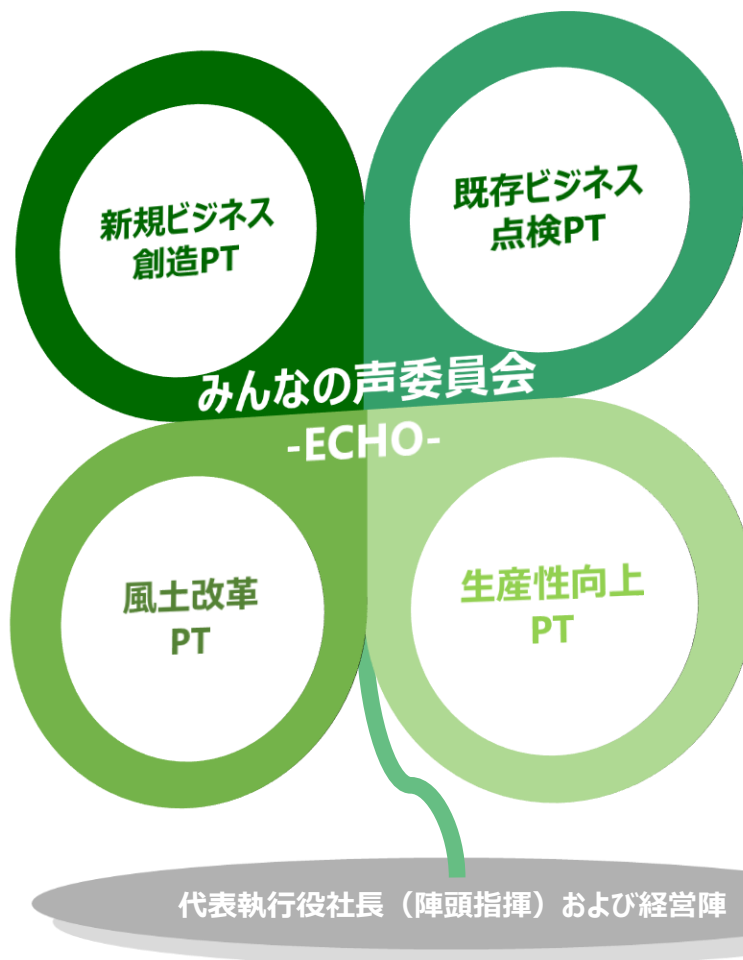 新規ビジネス
創造PT
既存ビジネス
点検PT
みんなの声委員会
-ECHO-
風土改革
PT
生産性向上
PT
代表執行役社長（陣頭指揮）および経営陣